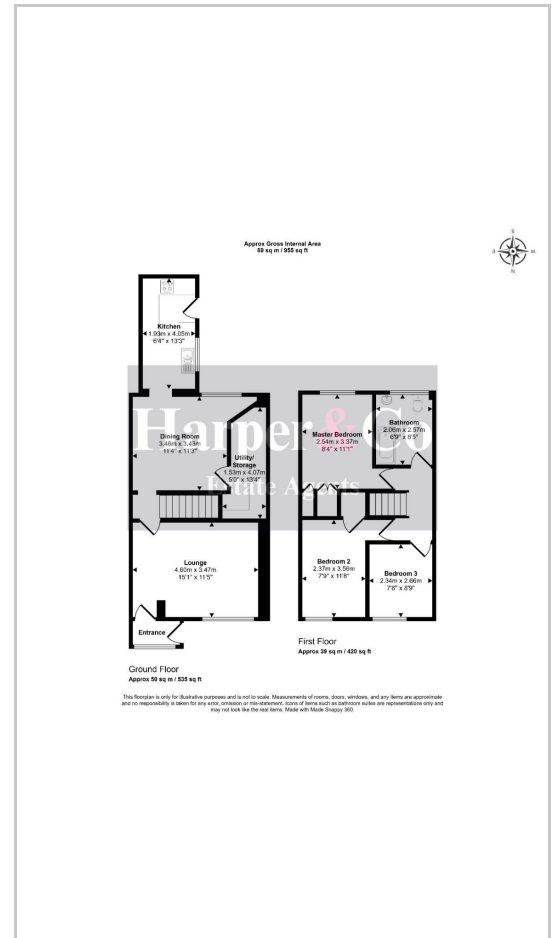 Approx Gross Internal Area
89 sq m / 955 sq ft
S
E
W
N
Kitchen
1.93m x 4.05m
6'4" x 13'3"
Harper & Co
Estate Agents
Dining Room
3.46m x 3.43m
11'4" x 11'3"
Utility/
Storage
1.53m x 4.07m
5'0" x 13'4"
Lounge
4.60m x 3.47m
15'1" x 11'5"
Entrance
Ground Floor
Approx 50 sq m / 535 sq ft
Master Bedroom
2.54m x 3.37m
8'4" x 11'1"
Bathroom
2.06m x 2.57m
6'9" x 8'5"
Bedroom 2
2.37m x 3.56m
7'9" x 11'8"
Bedroom 3
2.34m x 2.66m
7'8" x 8'9"
First Floor
Approx 39 sq m / 420 sq ft
This floorplan is only for illustrative purposes and is not to scale. Measurements of rooms, doors, windows, and any items are approximate
and no responsibility is taken for any error, omission or mis-statement. Icons of items such as bathroom suites are representations only and
may not look like the real items. Made with Made Snappy 360.